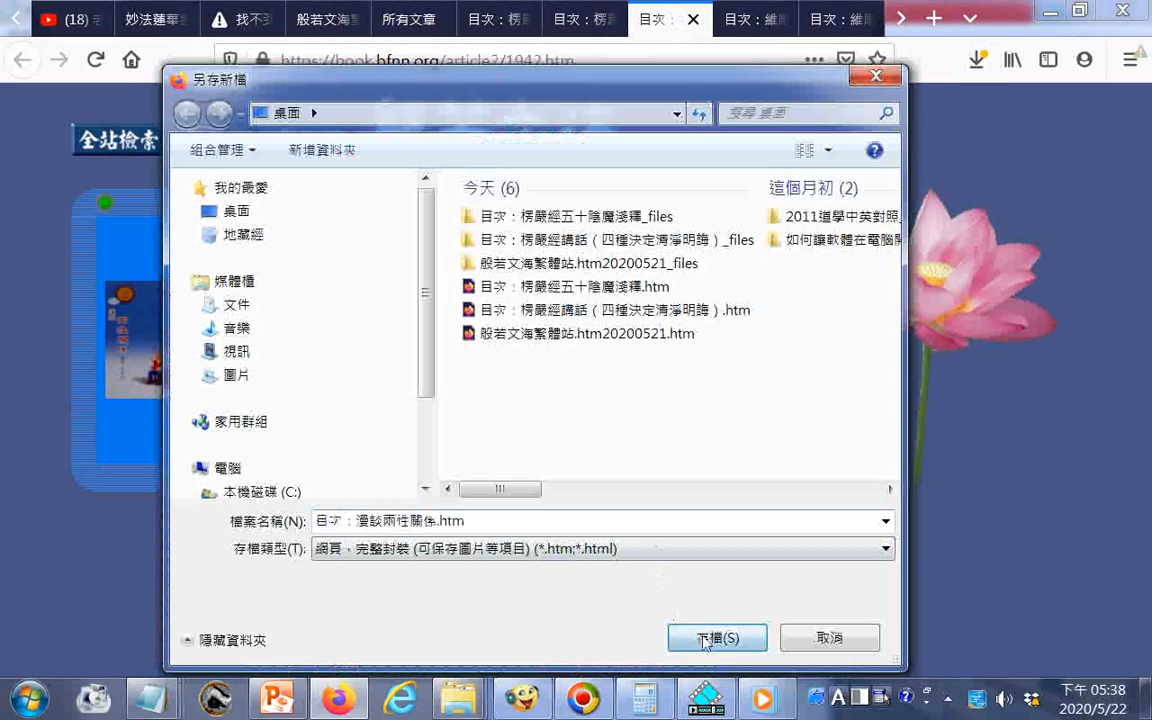 (18)
妙法蓮華
找不
般若文海
所有文章
目次：楞
目次：楞
目次：
目次：維
目次：維
https://book.bfnn.org/article2/1942.htm
另存新檔
桌面
搜尋 桌面
全站檢索
組合管理
新增資料夾
我的最愛
桌面
地藏經
媒體櫃
文件
音樂
視訊
圖片
家用群組
電腦
本機磁碟 (C:)
今天 (6)
目次：楞嚴經五十陰魔淺釋_files
目次：楞嚴經講話（四種決定清淨明誨）_files
般若文海繁體站.htm20200521_files
目次：楞嚴經五十陰魔淺釋.htm
目次：楞嚴經講話（四種決定清淨明誨）.htm
般若文海繁體站.htm20200521.htm
這個月初 (2)
2011道學中英對照
如何讓軟體在電腦
檔案名稱(N):
目次：漫談兩性關係.htm
存檔類型(T):
網頁，完整封裝 (可保存圖片等項目) (*.htm;*.html)
隱藏資料夾
存檔(S)
取消
下午 05:38
2020/5/22